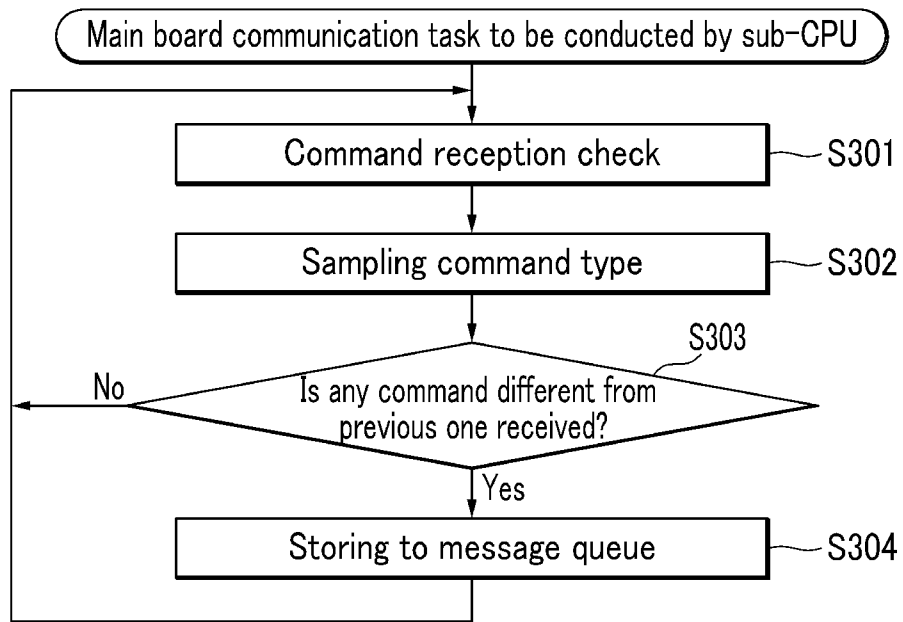 Main board communication task to be conducted by sub-CPU
Command reception check
S301
Sampling command type
S302
S303
Is any command different from
previous one received?
No
Yes
Storing to message queue
S304